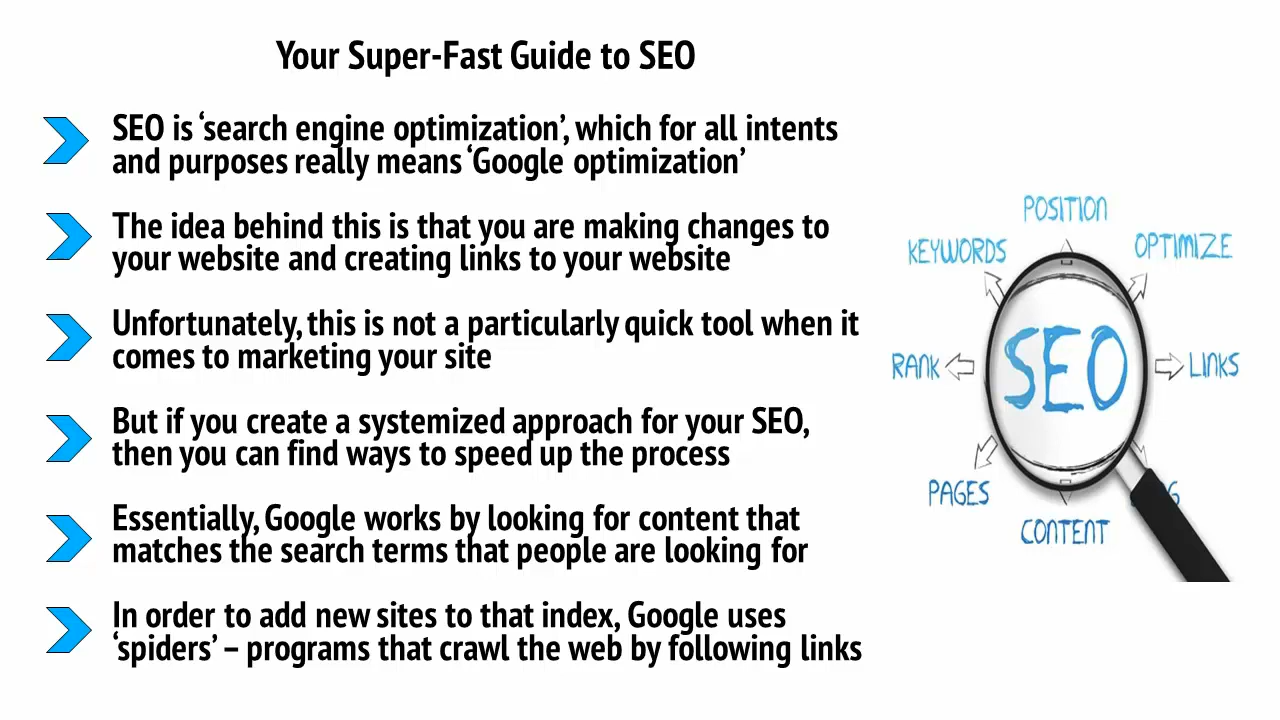 Your Super-Fast Guide to SEO
SEO is ‘search engine optimization’, which for all intents
and purposes really means ‘Google optimization’
The idea behind this is that you are making changes to
your website and creating links to your website
Unfortunately, this is not a particularly quick tool when it
comes to marketing your site
But if you create a systemized approach for your SEO,
then you can find ways to speed up the process
Essentially, Google works by looking for content that
matches the search terms that people are looking for
In order to add new sites to that index, Google uses
‘spiders’ – programs that crawl the web by following links
POSITION
KEYWORDS
OPTIMIZE
RANK
SEO
LINKS
PAGES
CONTENT